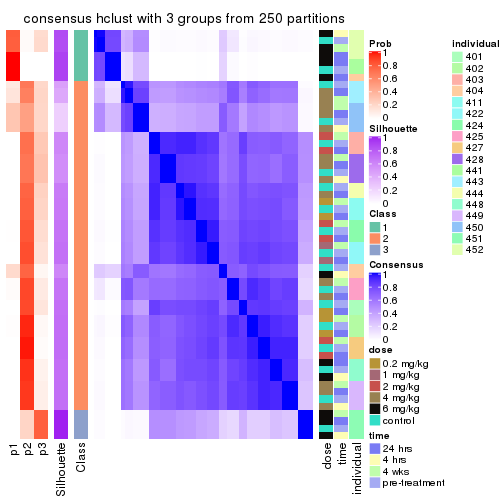 consensus hclust with 3 groups from 250 partitions
Prob
1
0.8
0.6
0.4
0.2
0
Silhouette
1
0.8
0.6
0.4
0.2
0
Class
1
2
3
Consensus
1
0.8
0.6
0.4
0.2
0
dose
0.2 mg/kg
1 mg/kg
2 mg/kg
4 mg/kg
6 mg/kg
control
time
24 hrs
4 hrs
4 wks
pre-treatment
individual
401
402
403
404
411
422
424
425
427
428
441
443
444
448
449
450
451
452
p1
p2
p3
Silhouette
Class
dose
time
individual